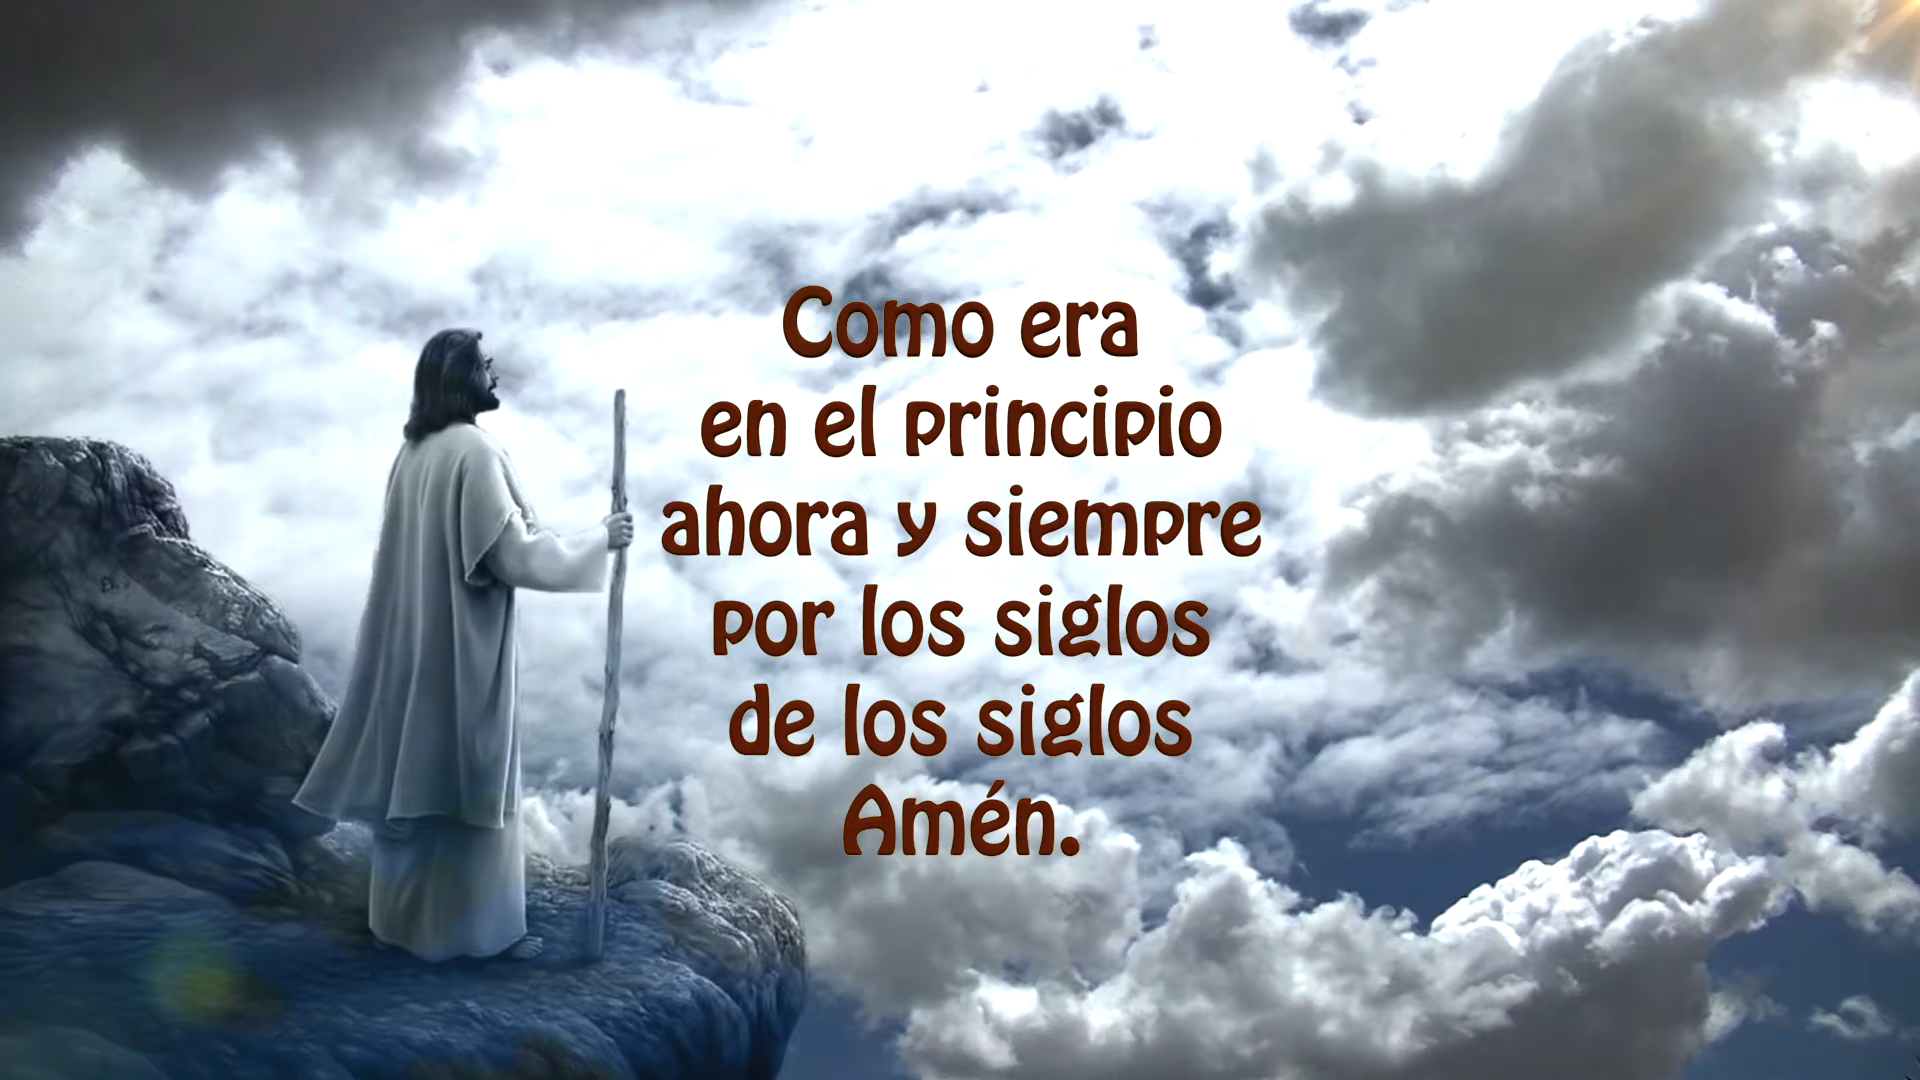 Como era
en el principio
ahora y siempre
por los siglos
de los siglos
Amén.